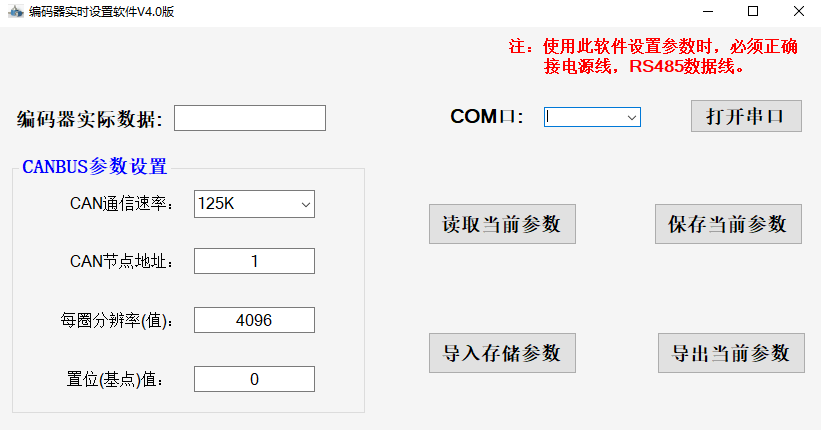 编码器实时设置软件V4.0版
注：使用此软件设置参数时，必须正确
接电源线，RS485数据线。
编码器实际数据:
COM口:
打开串口
CANBUS参数设置
CAN通信速率：
125K
CAN节点地址：
1
每圈分辨率(值)：
4096
置位(基点)值：
0
读取当前参数
保存当前参数
导入存储参数
导出当前参数